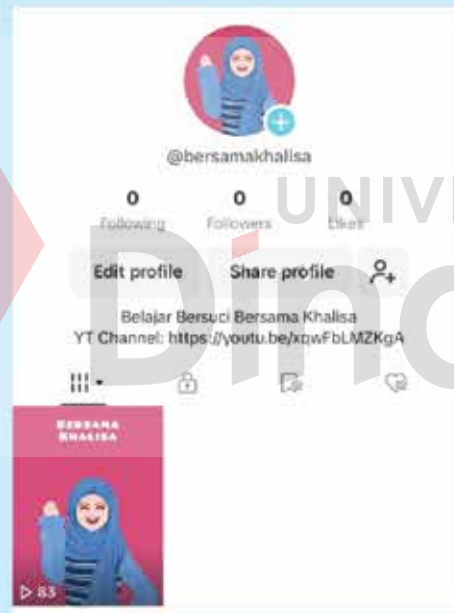 @bersamakhalisa
0 0 0
Following Followers Likes
UNIV
Dino
Edit profile Share profile
Belajar Bersuci Bersama Khalisa
YT Channel: https://youtu.be/xqwFbLMZKgA
BERSAMA
KHALISA
83